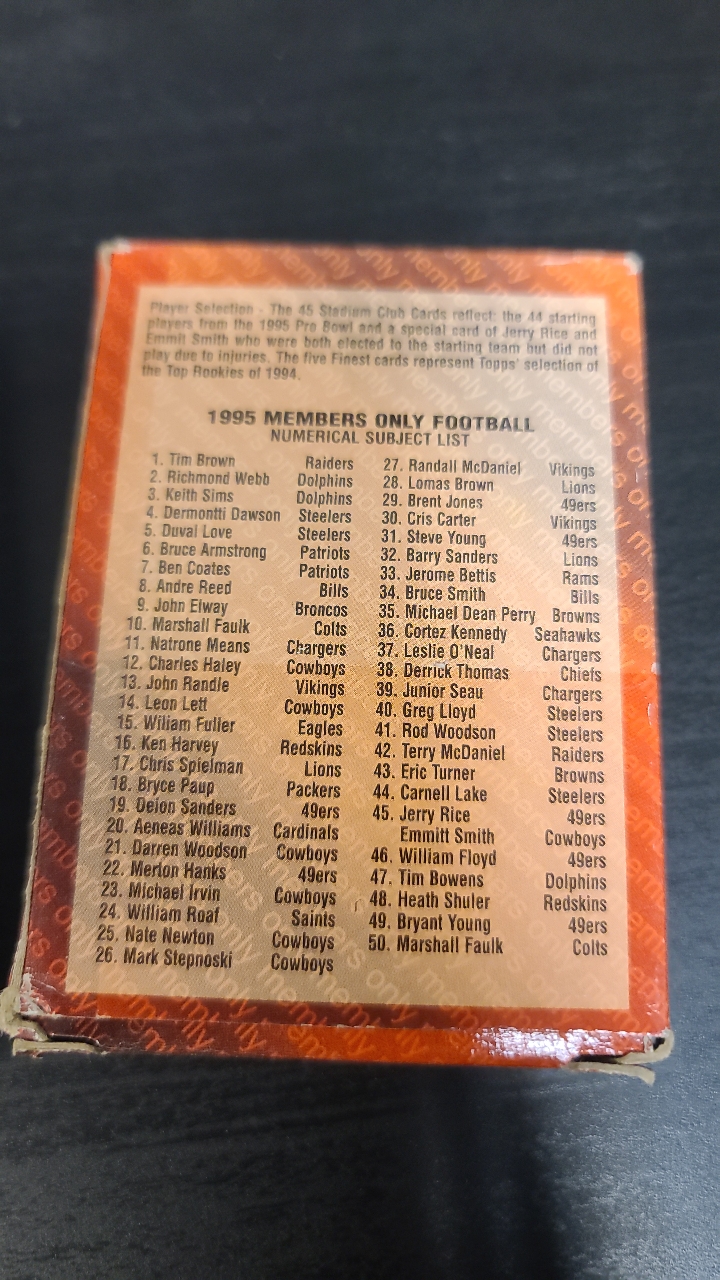 Player Selection - The 45 Stadium Club Cards reflect: the 44 starting
players from the 1995 Pro Bowl and a special card of Jerry Rice and
Emmit Smith who were both elected to the starting team but did not
play due to injuries. The five Finest cards represent Topps' selection of
the Top Rookies of 1994.
1995 MEMBERS ONLY FOOTBALL
NUMERICAL SUBJECT LIST
1. Tim Brown Raiders
2. Richmond Webb Dolphins
3. Keith Sims Dolphins
4. Dermontti Dawson Steelers
5. Duval Love Steelers
6. Bruce Armstrong Patriots
7. Ben Coates Patriots
8. Andre Reed Bills
9. John Elway Broncos
10. Marshall Faulk Colts
11. Natrone Means Chargers
12. Charles Haley Cowboys
13. John Randle Vikings
14. Leon Lett Cowboys
15. Wiliam Fuller Eagles
16. Ken Harvey Redskins
17. Chris Spielman Lions
18. Bryce Paup Packers
19. Deion Sanders 49ers
20. Aeneas Williams Cardinals
21. Darren Woodson Cowboys
22. Merton Hanks 49ers
23. Michael Irvin Cowboys
24. William Roaf Saints
25. Nate Newton Cowboys
26. Mark Stepnoski Cowboys
27. Randall McDaniel Vikings
28. Lomas Brown Lions
29. Brent Jones 49ers
30. Cris Carter Vikings
31. Steve Young 49ers
32. Barry Sanders Lions
33. Jerome Bettis Rams
34. Bruce Smith Bills
35. Michael Dean Perry Browns
36. Cortez Kennedy Seahawks
37. Leslie O'Neal Chargers
38. Derrick Thomas Chiefs
39. Junior Seau Chargers
40. Greg Lloyd Steelers
41. Rod Woodson Steelers
42. Terry McDaniel Raiders
43. Eric Turner Browns
44. Carnell Lake Steelers
45. Jerry Rice 49ers
Emmitt Smith Cowboys
46. William Floyd 49ers
47. Tim Bowens Dolphins
48. Heath Shuler Redskins
49. Bryant Young 49ers
50. Marshall Faulk Colts